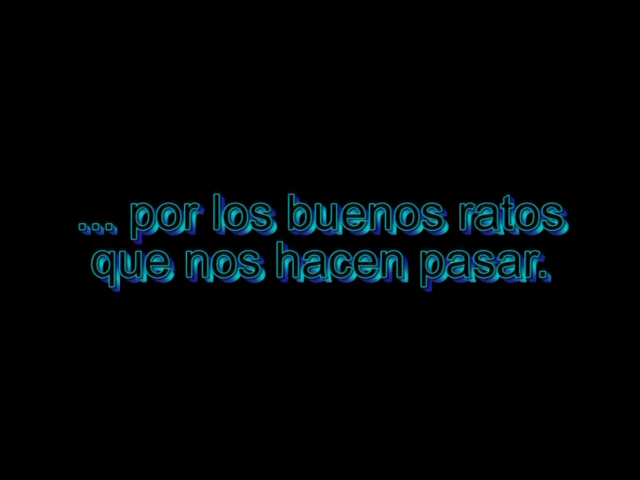 ... por los buenos ratos
que nos hacen pasar.